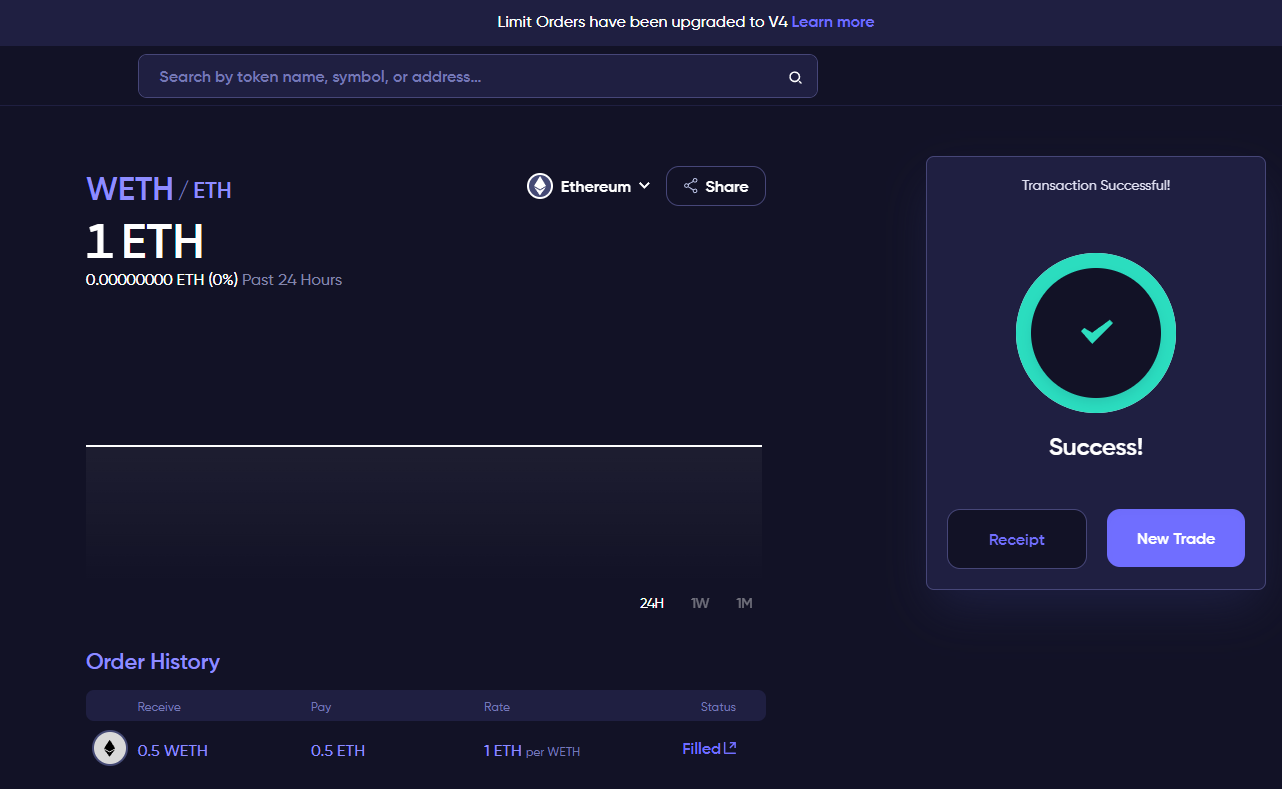 Limit Orders have been upgraded to V4 Learn more
Search by token name, symbol, or address...
WETH / ETH
Ethereum
Share
1 ETH
0.00000000 ETH (0%) Past 24 Hours
24H 1W 1M
Transaction Successful!
Success!
Receipt
New Trade
Order History
Receive Pay Rate Status
0.5 WETH 0.5 ETH 1 ETH per WETH Filled